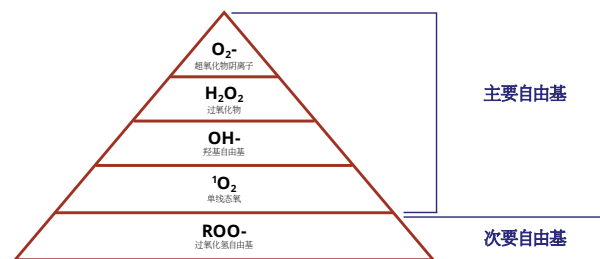 O₂-
超氧化物阴离子
H₂O₂
过氧化物
OH-
羟基自由基
¹O₂
单线态氧
ROO-
过氧化氢自由基
主要自由基
次要自由基